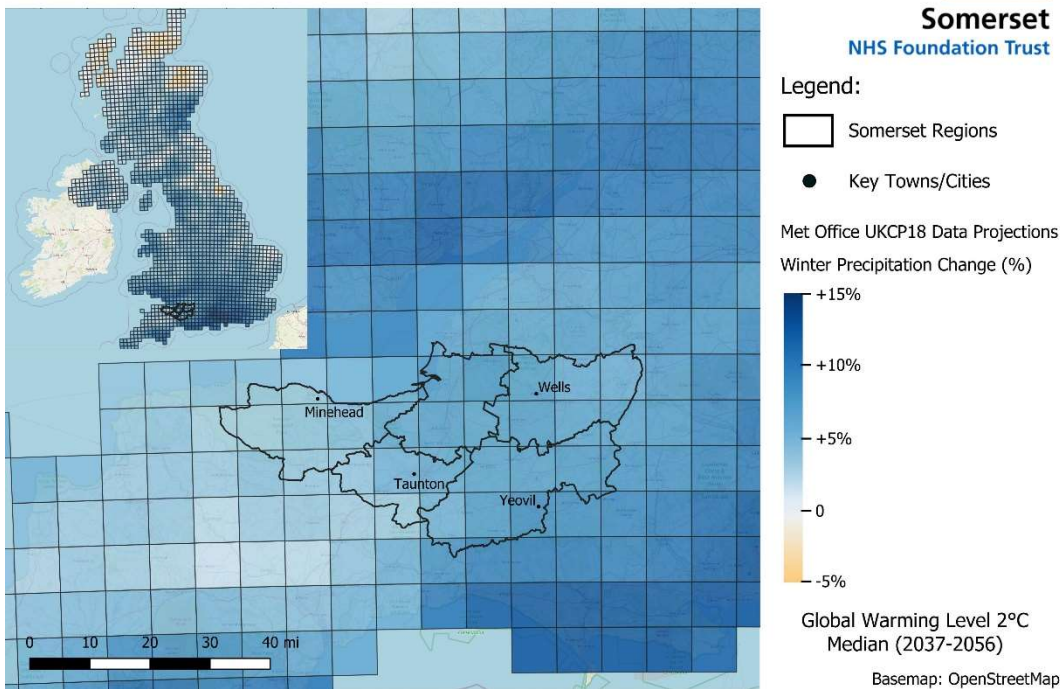 Somerset
NHS Foundation Trust
Legend:
Somerset Regions
Key Towns/Cities
Met Office UKCP18 Data Projections
Winter Precipitation Change (%)
+15%
+10%
+5%
0
-5%
Global Warming Level 2°C
Median (2037-2056)
Basemap: OpenStreetMap
Wells
Minehead
Taunton
Yeovil
0 10 20 30 40 mi